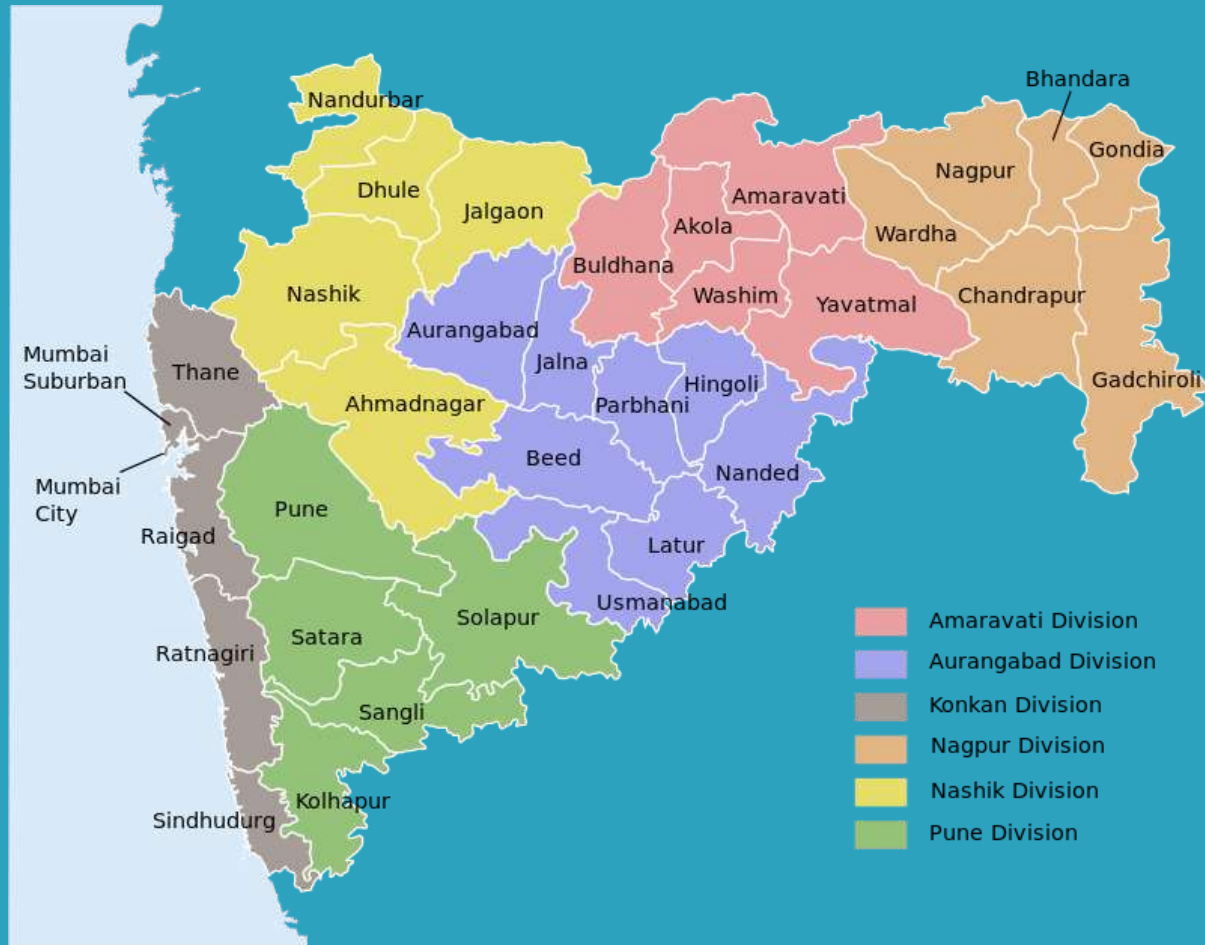 Bhandara
Nandurbar
Gondia
Nagpur
Dhule
Amaravati
Jalgaon
Akola
Wardha
Buldhana
Nashik
Washim
Chandrapur
Yavatmal
Aurangabad
Mumbai
Suburban
Jalna
Thane
Hingoli
Gadchiroli
Ahmadnagar
Parbhani
Beed
Nanded
Mumbai
City
Pune
Raigad
Latur
Usmanabad
Solapur
Satara
Ratnagiri
Sangli
Kolhapur
Sindhudurg
Amaravati Division
Aurangabad Division
Konkan Division
Nagpur Division
Nashik Division
Pune Division